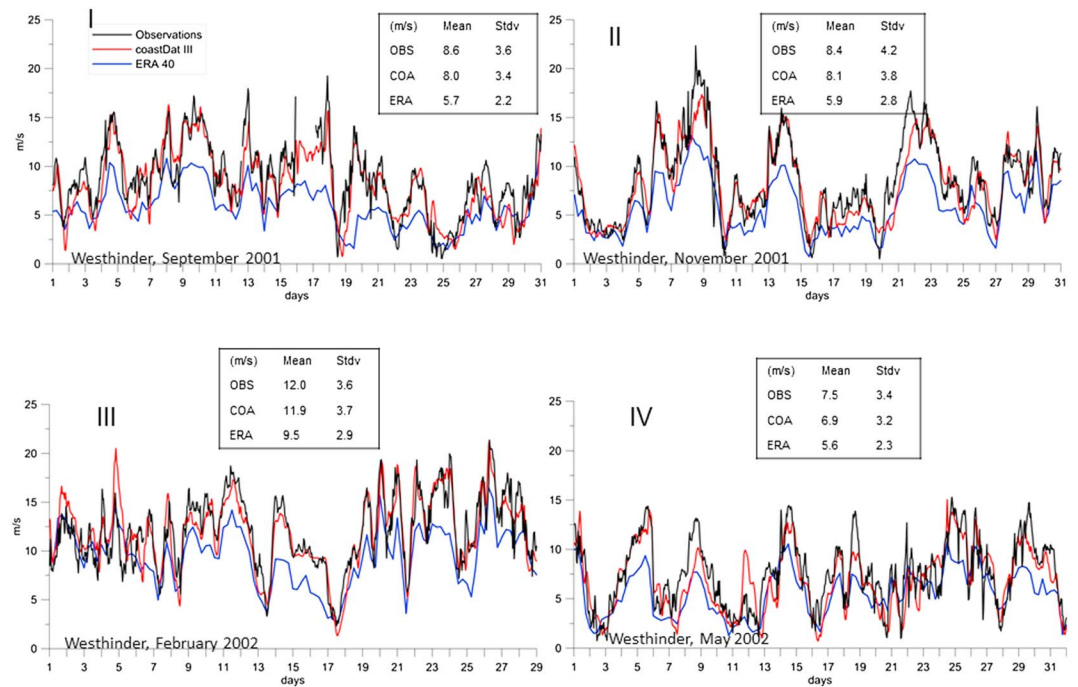 I
Observations
coastDat III
ERA 40
(m/s) Mean Stdv
OBS 8.6 3.6
COA 8.0 3.4
ERA 5.7 2.2
25
20
15
10
5
0
m/s
Westhinder, September 2001
1 3 5 7 9 11 13 15 17 19 21 23 25 27 29 31
days
II
(m/s) Mean Stdv
OBS 8.4 4.2
COA 8.1 3.8
ERA 5.9 2.8
25
20
15
10
5
0
Westhinder, November 2001
1 3 5 7 9 11 13 15 17 19 21 23 25 27 29 31
days
III
(m/s) Mean Stdv
OBS 12.0 3.6
COA 11.9 3.7
ERA 9.5 2.9
25
20
15
10
5
0
m/s
Westhinder, February 2002
1 3 5 7 9 11 13 15 17 19 21 23 25 27 29
days
IV
(m/s) Mean Stdv
OBS 7.5 3.4
COA 6.9 3.2
ERA 5.6 2.3
25
20
15
10
5
0
Westhinder, May 2002
1 3 5 7 9 11 13 15 17 19 21 23 25 27 29 31
days